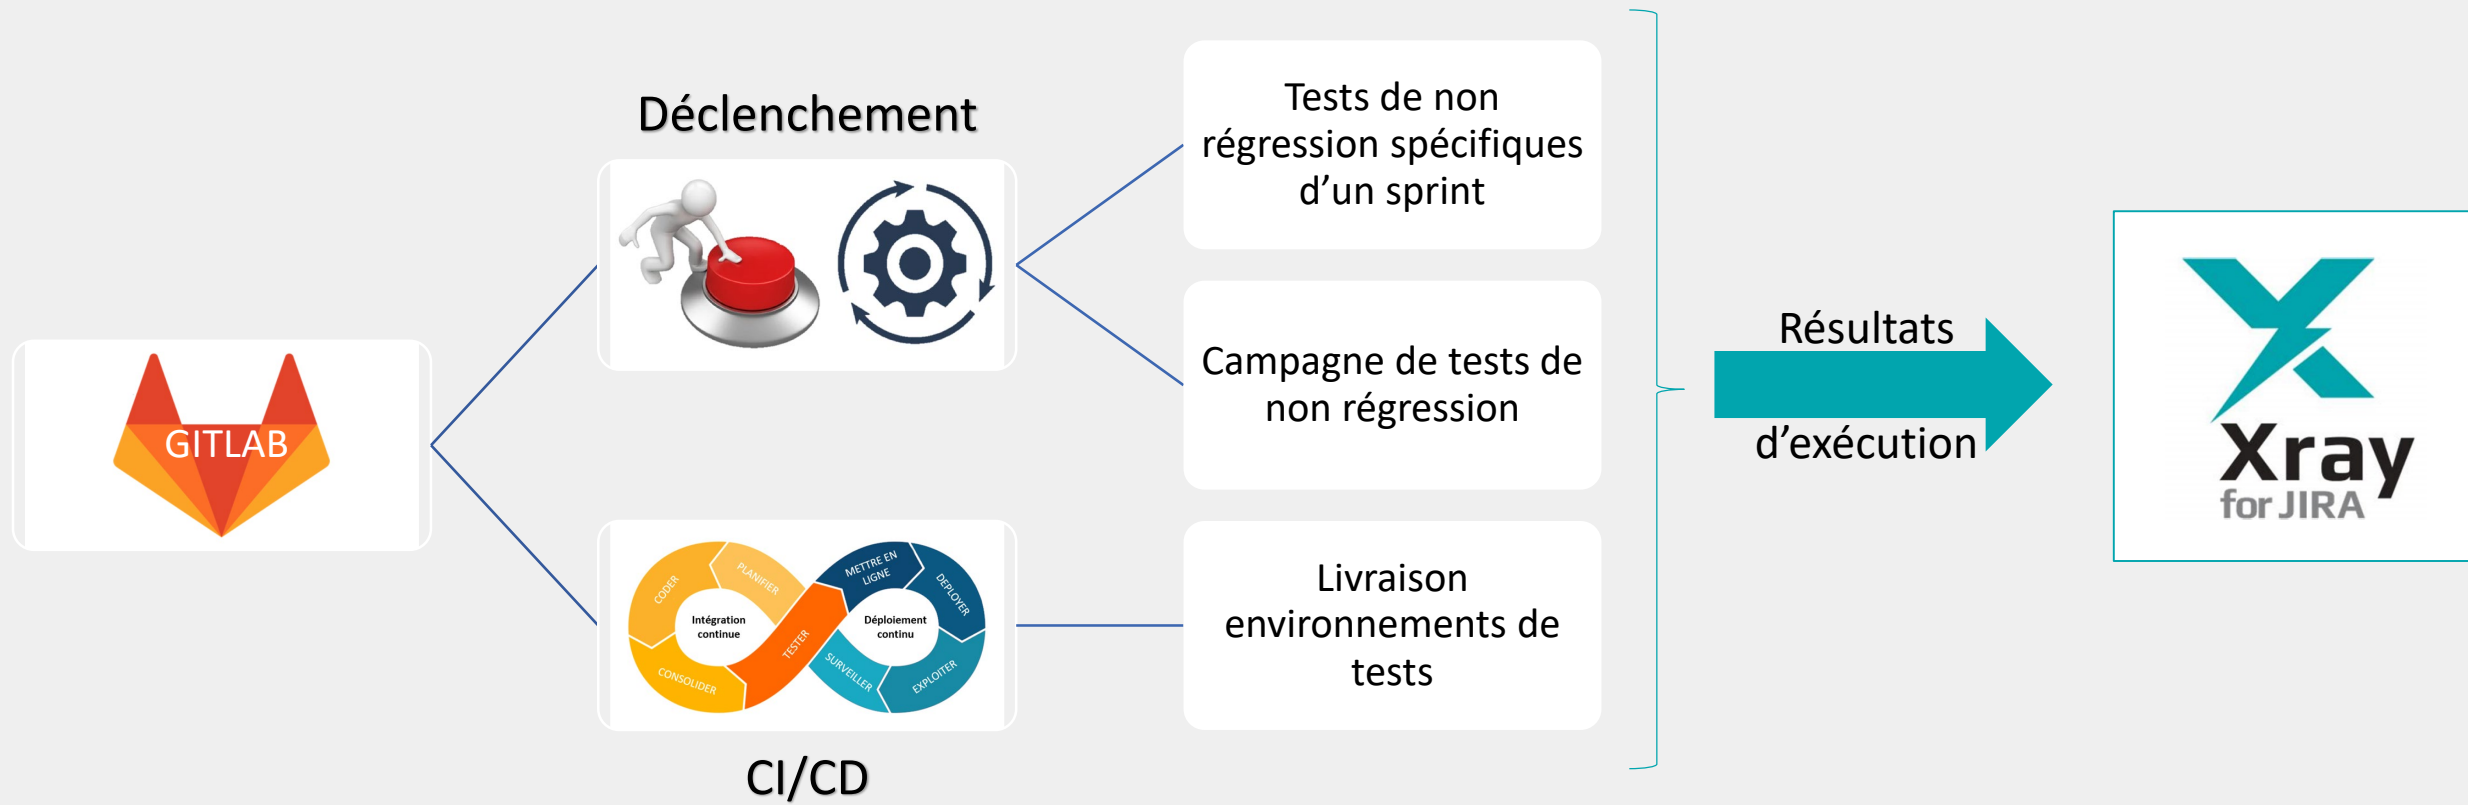 Déclenchement
Tests de non
régression spécifiques
d’un sprint
Campagne de tests de
non régression
GITLAB
Résultats
d’exécution
Xray
for JIRA
CODER
PLANIFIER
METTRE EN
LIGNE
DEPLOYER
Intégration
continue
Déploiement
continu
TESTER
CONSOLIDER
SURVEILLER
EXPLOITER
Livraison
environnements de
tests
CI/CD